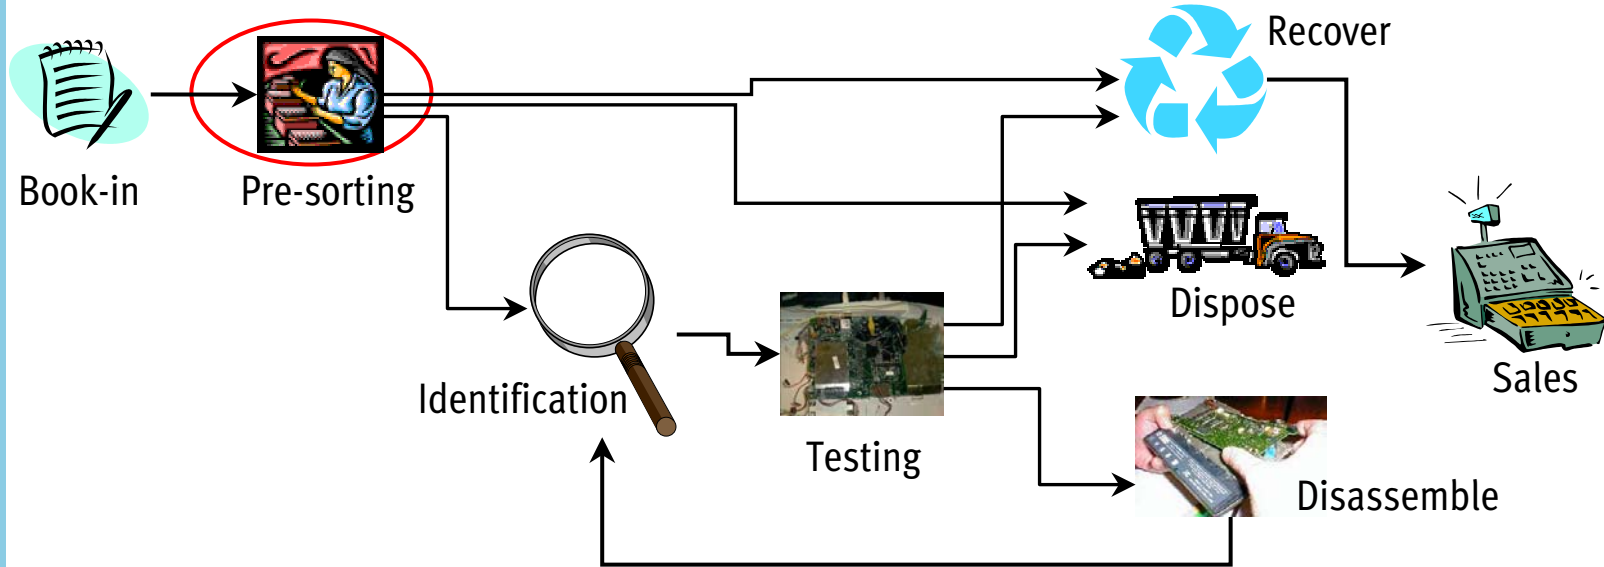 Recover
Book-in
Pre-sorting
Dispose
Sales
Identification
Testing
Disassemble